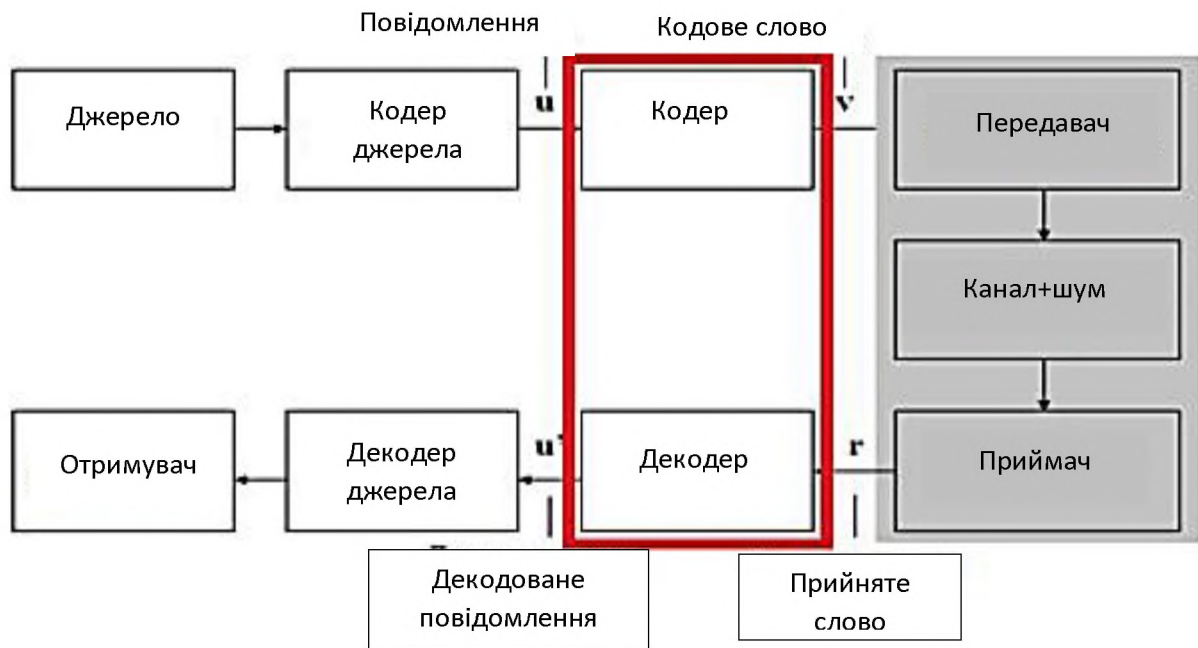 Повідомлення
Кодове слово
Джерело
Кодер
джерела
u
Кодер
v
Передавач
Канал+шум
Отримувач
Декодер
джерела
u'
Декодер
r
Приймач
Декодоване
повідомлення
Прийняте
слово